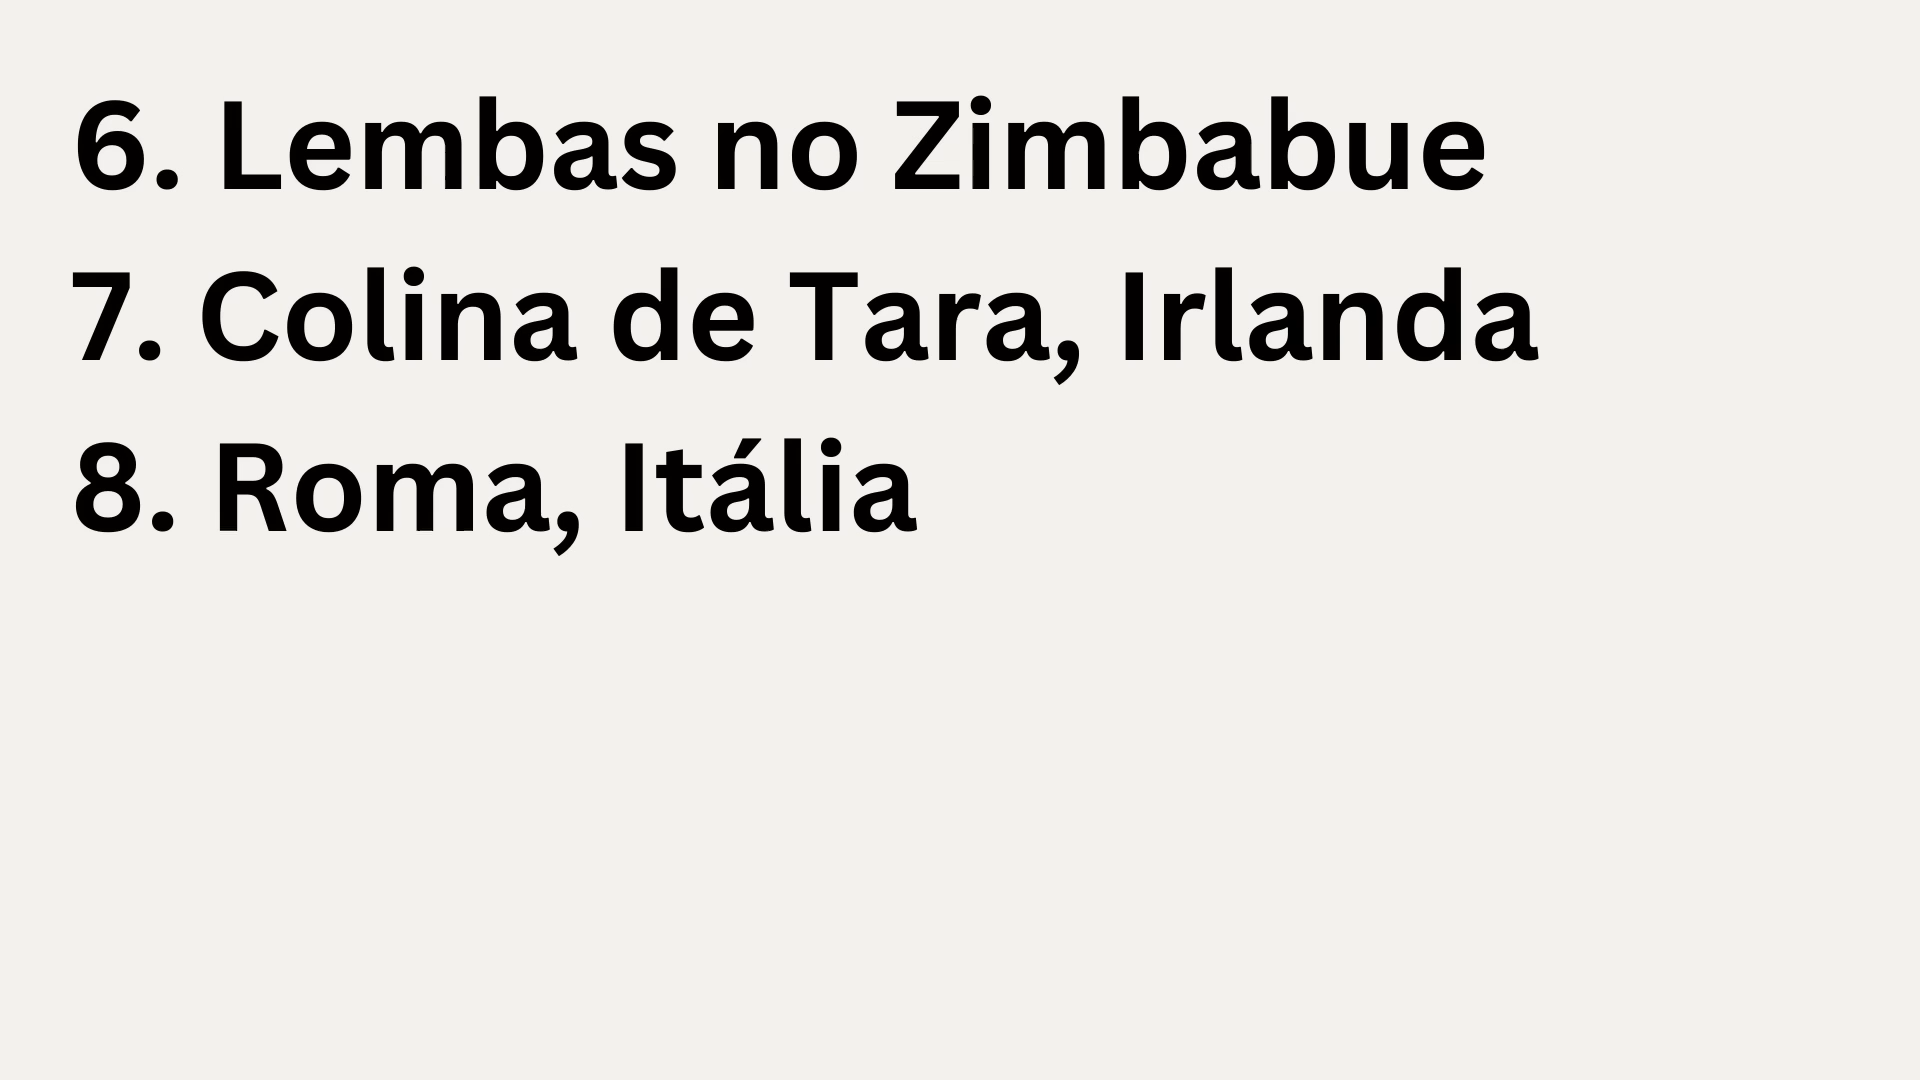 6. Lembas no Zimbabue
7. Colina de Tara, Irlanda
8. Roma, Itália